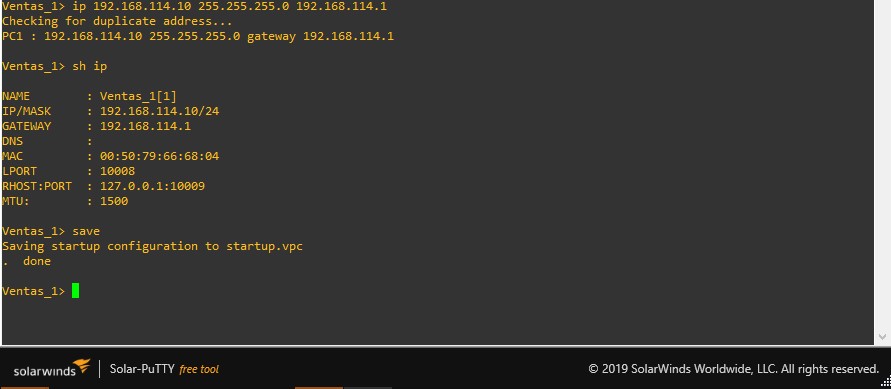 Ventas_1> ip 192.168.114.10 255.255.255.0 192.168.114.1
Checking for duplicate address...
PC1 : 192.168.114.10 255.255.255.0 gateway 192.168.114.1
Ventas_1> sh ip
NAME        : Ventas_1[1]
IP/MASK     : 192.168.114.10/24
GATEWAY     : 192.168.114.1
DNS         :
MAC         : 00:50:79:66:68:04
LPORT       : 10008
RHOST:PORT  : 127.0.0.1:10009
MTU:        : 1500
Ventas_1> save
Saving startup configuration to startup.vpc
.  done
Ventas_1>
solarwinds | Solar-PuTTY free tool © 2019 SolarWinds Worldwide, LLC. All rights reserved.